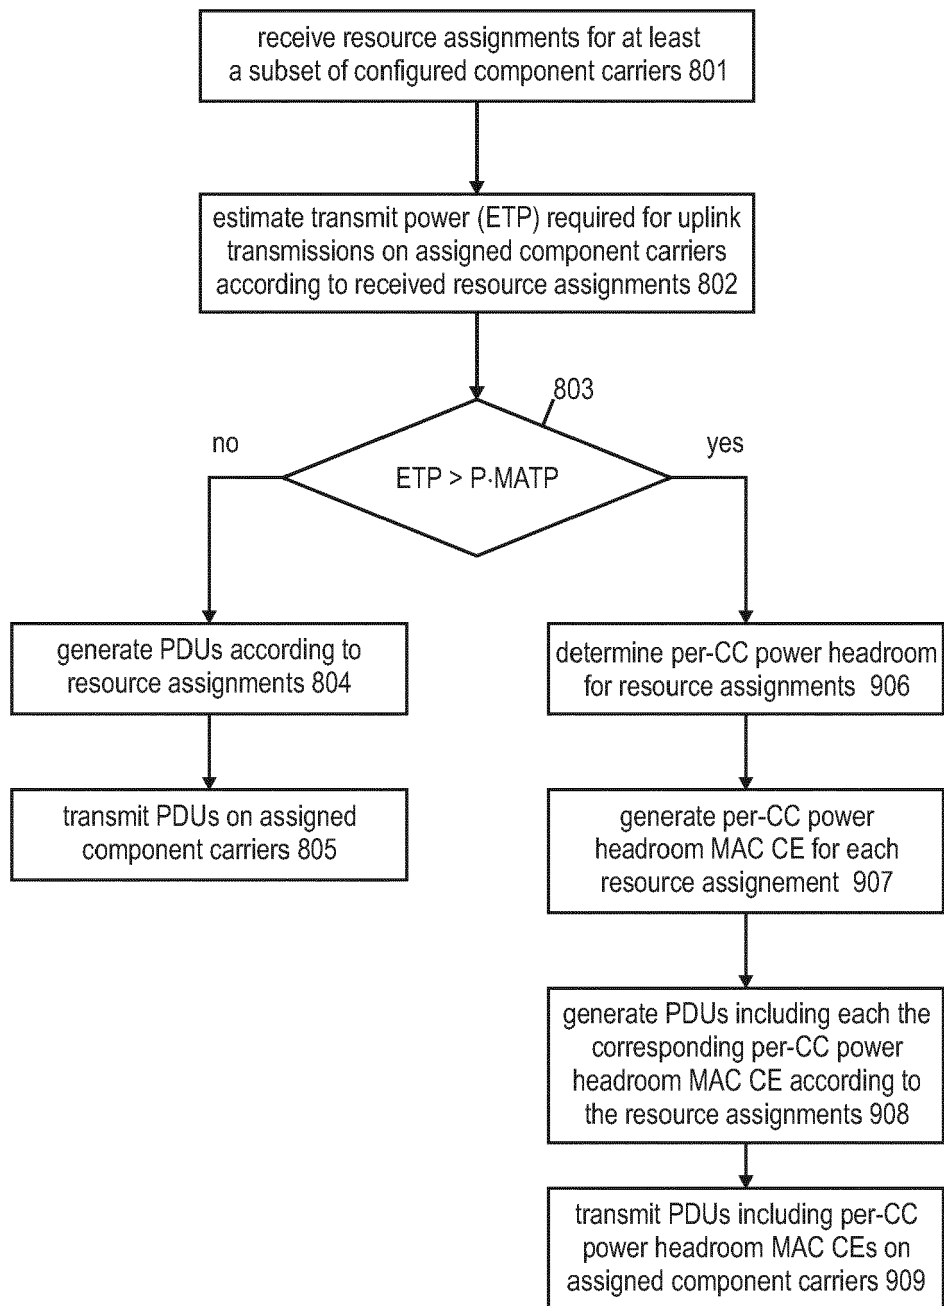 receive resource assignments for at least
a subset of configured component carriers 801
estimate transmit power (ETP) required for uplink
transmissions on assigned component carriers
according to received resource assignments 802
803
no
yes
ETP > P·MATP
generate PDUs according to
resource assignments 804
transmit PDUs on assigned
component carriers 805
determine per-CC power headroom
for resource assignments 906
generate per-CC power
headroom MAC CE for each
resource assignement 907
generate PDUs including each the
corresponding per-CC power
headroom MAC CE according to
the resource assignments 908
transmit PDUs including per-CC
power headroom MAC CEs on
assigned component carriers 909